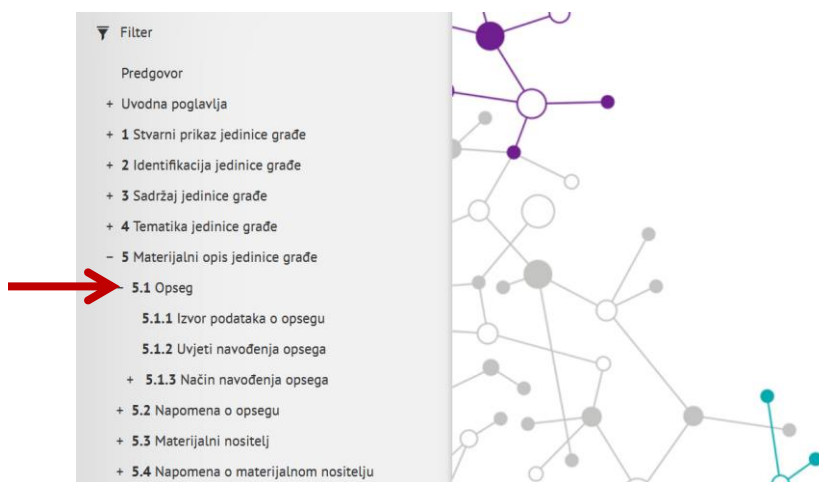 Filter
Predgovor
+ Uvodna poglavlja
+ 1 Stvarni prikaz jedinice građe
+ 2 Identifikacija jedinice građe
+ 3 Sadržaj jedinice građe
+ 4 Tematika jedinice građe
– 5 Materijalni opis jedinice građe
– 5.1 Opseg
5.1.1 Izvor podataka o opsegu
5.1.2 Uvjeti navođenja opsega
+ 5.1.3 Način navođenja opsega
+ 5.2 Napomena o opsegu
+ 5.3 Materijalni nositelj
+ 5.4 Napomena o materijalnom nositelju